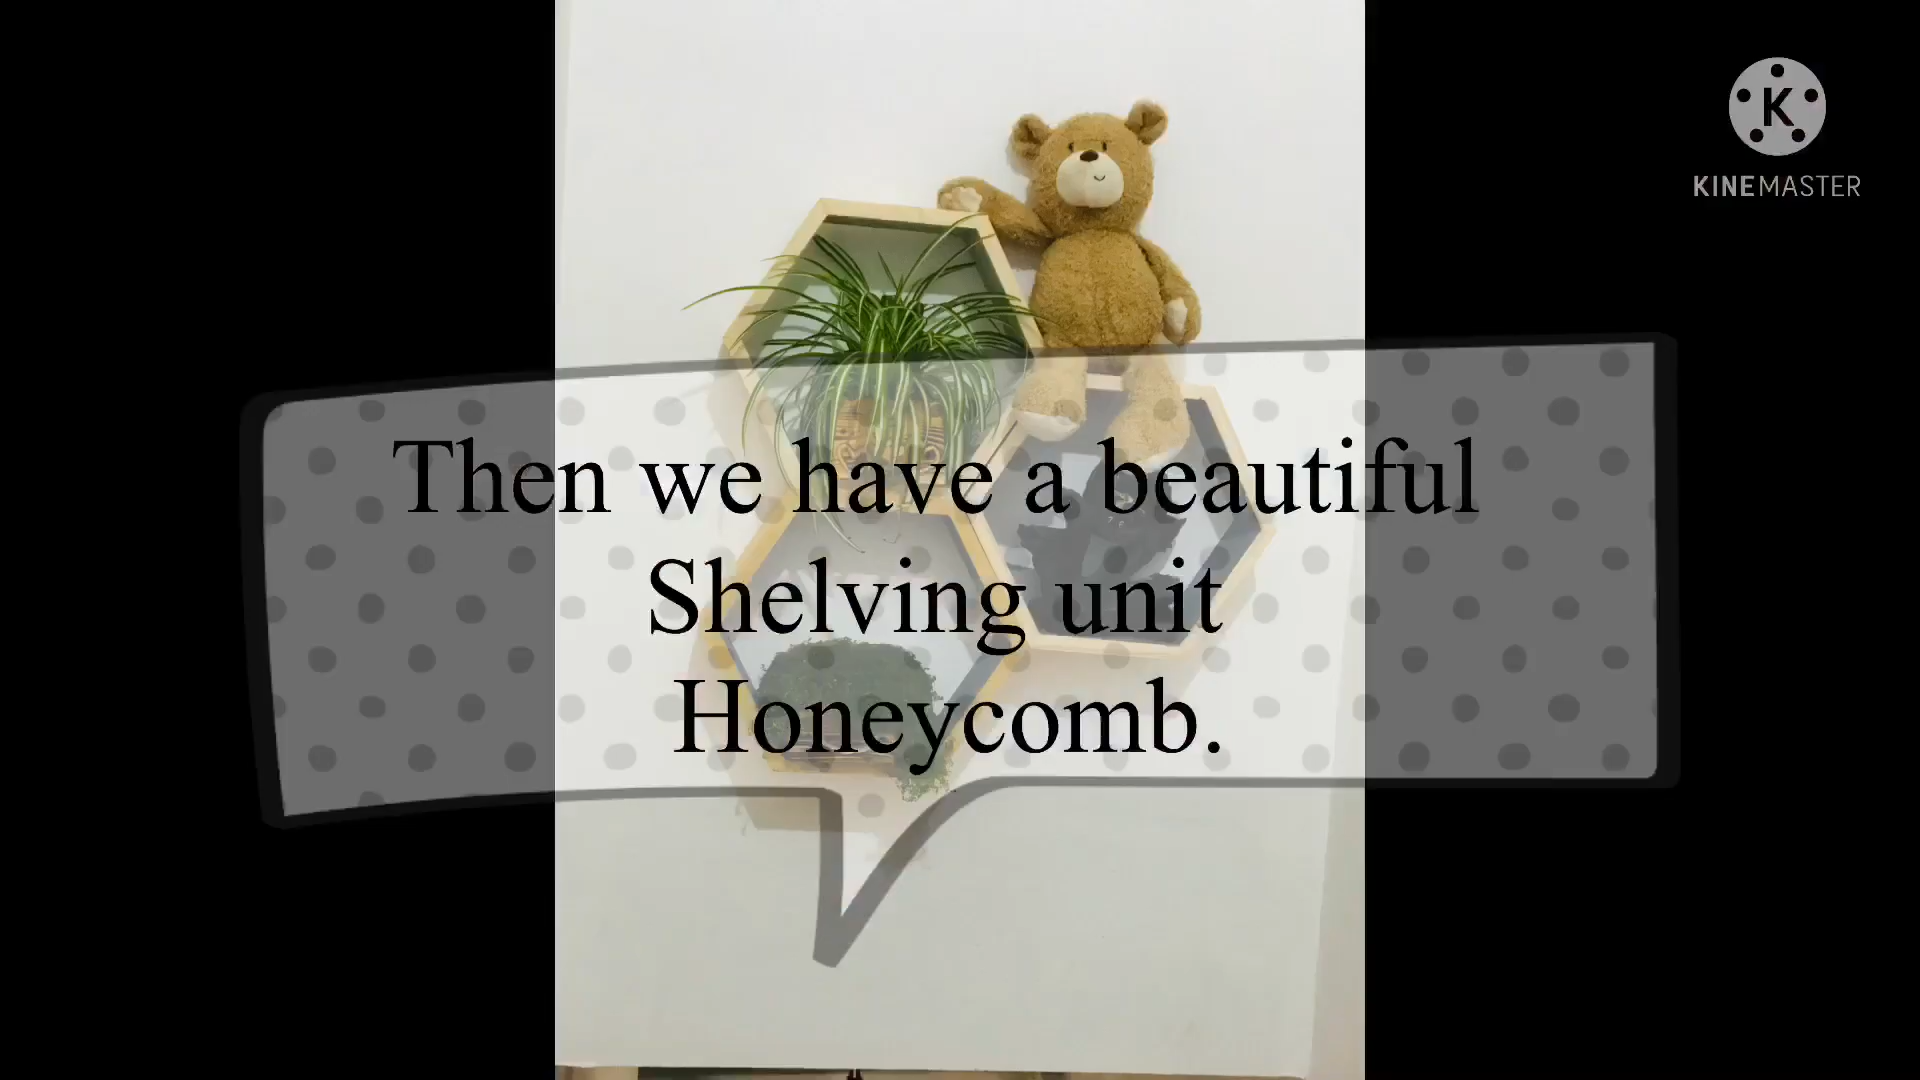 K
KINEMASTER
Then we have a beautiful
Shelving unit
Honeycomb.